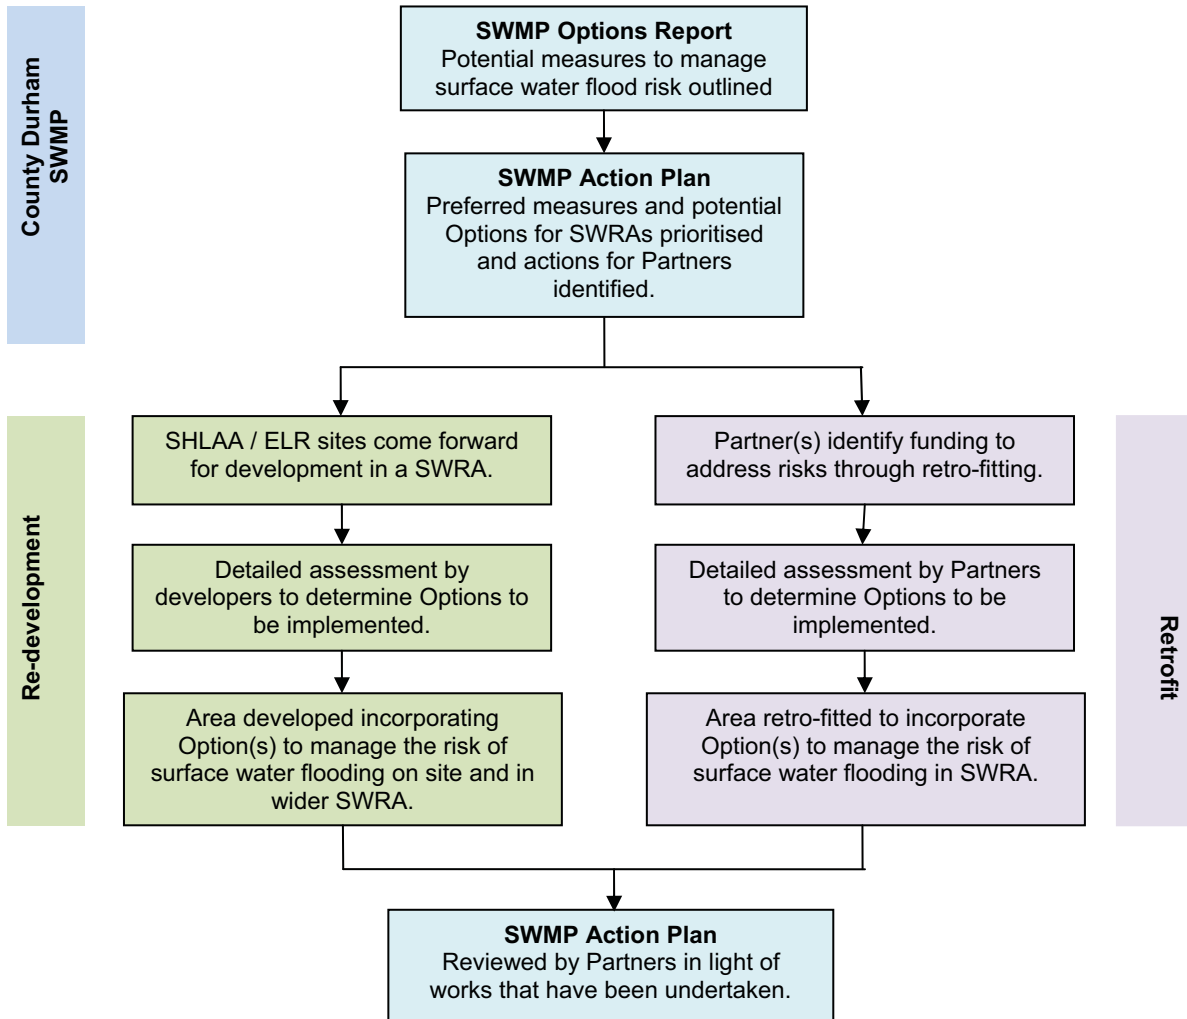 County Durham
SWMP
SWMP Options Report
Potential measures to manage
surface water flood risk outlined
SWMP Action Plan
Preferred measures and potential
Options for SWRAs prioritised
and actions for Partners
identified.
Re-development
SHLAA / ELR sites come forward
for development in a SWRA.
Detailed assessment by
developers to determine Options to
be implemented.
Area developed incorporating
Option(s) to manage the risk of
surface water flooding on site and in
wider SWRA.
Partner(s) identify funding to
address risks through retro-fitting.
Detailed assessment by Partners
to determine Options to be
implemented.
Area retro-fitted to incorporate
Option(s) to manage the risk of
surface water flooding in SWRA.
Retrofit
SWMP Action Plan
Reviewed by Partners in light of
works that have been undertaken.